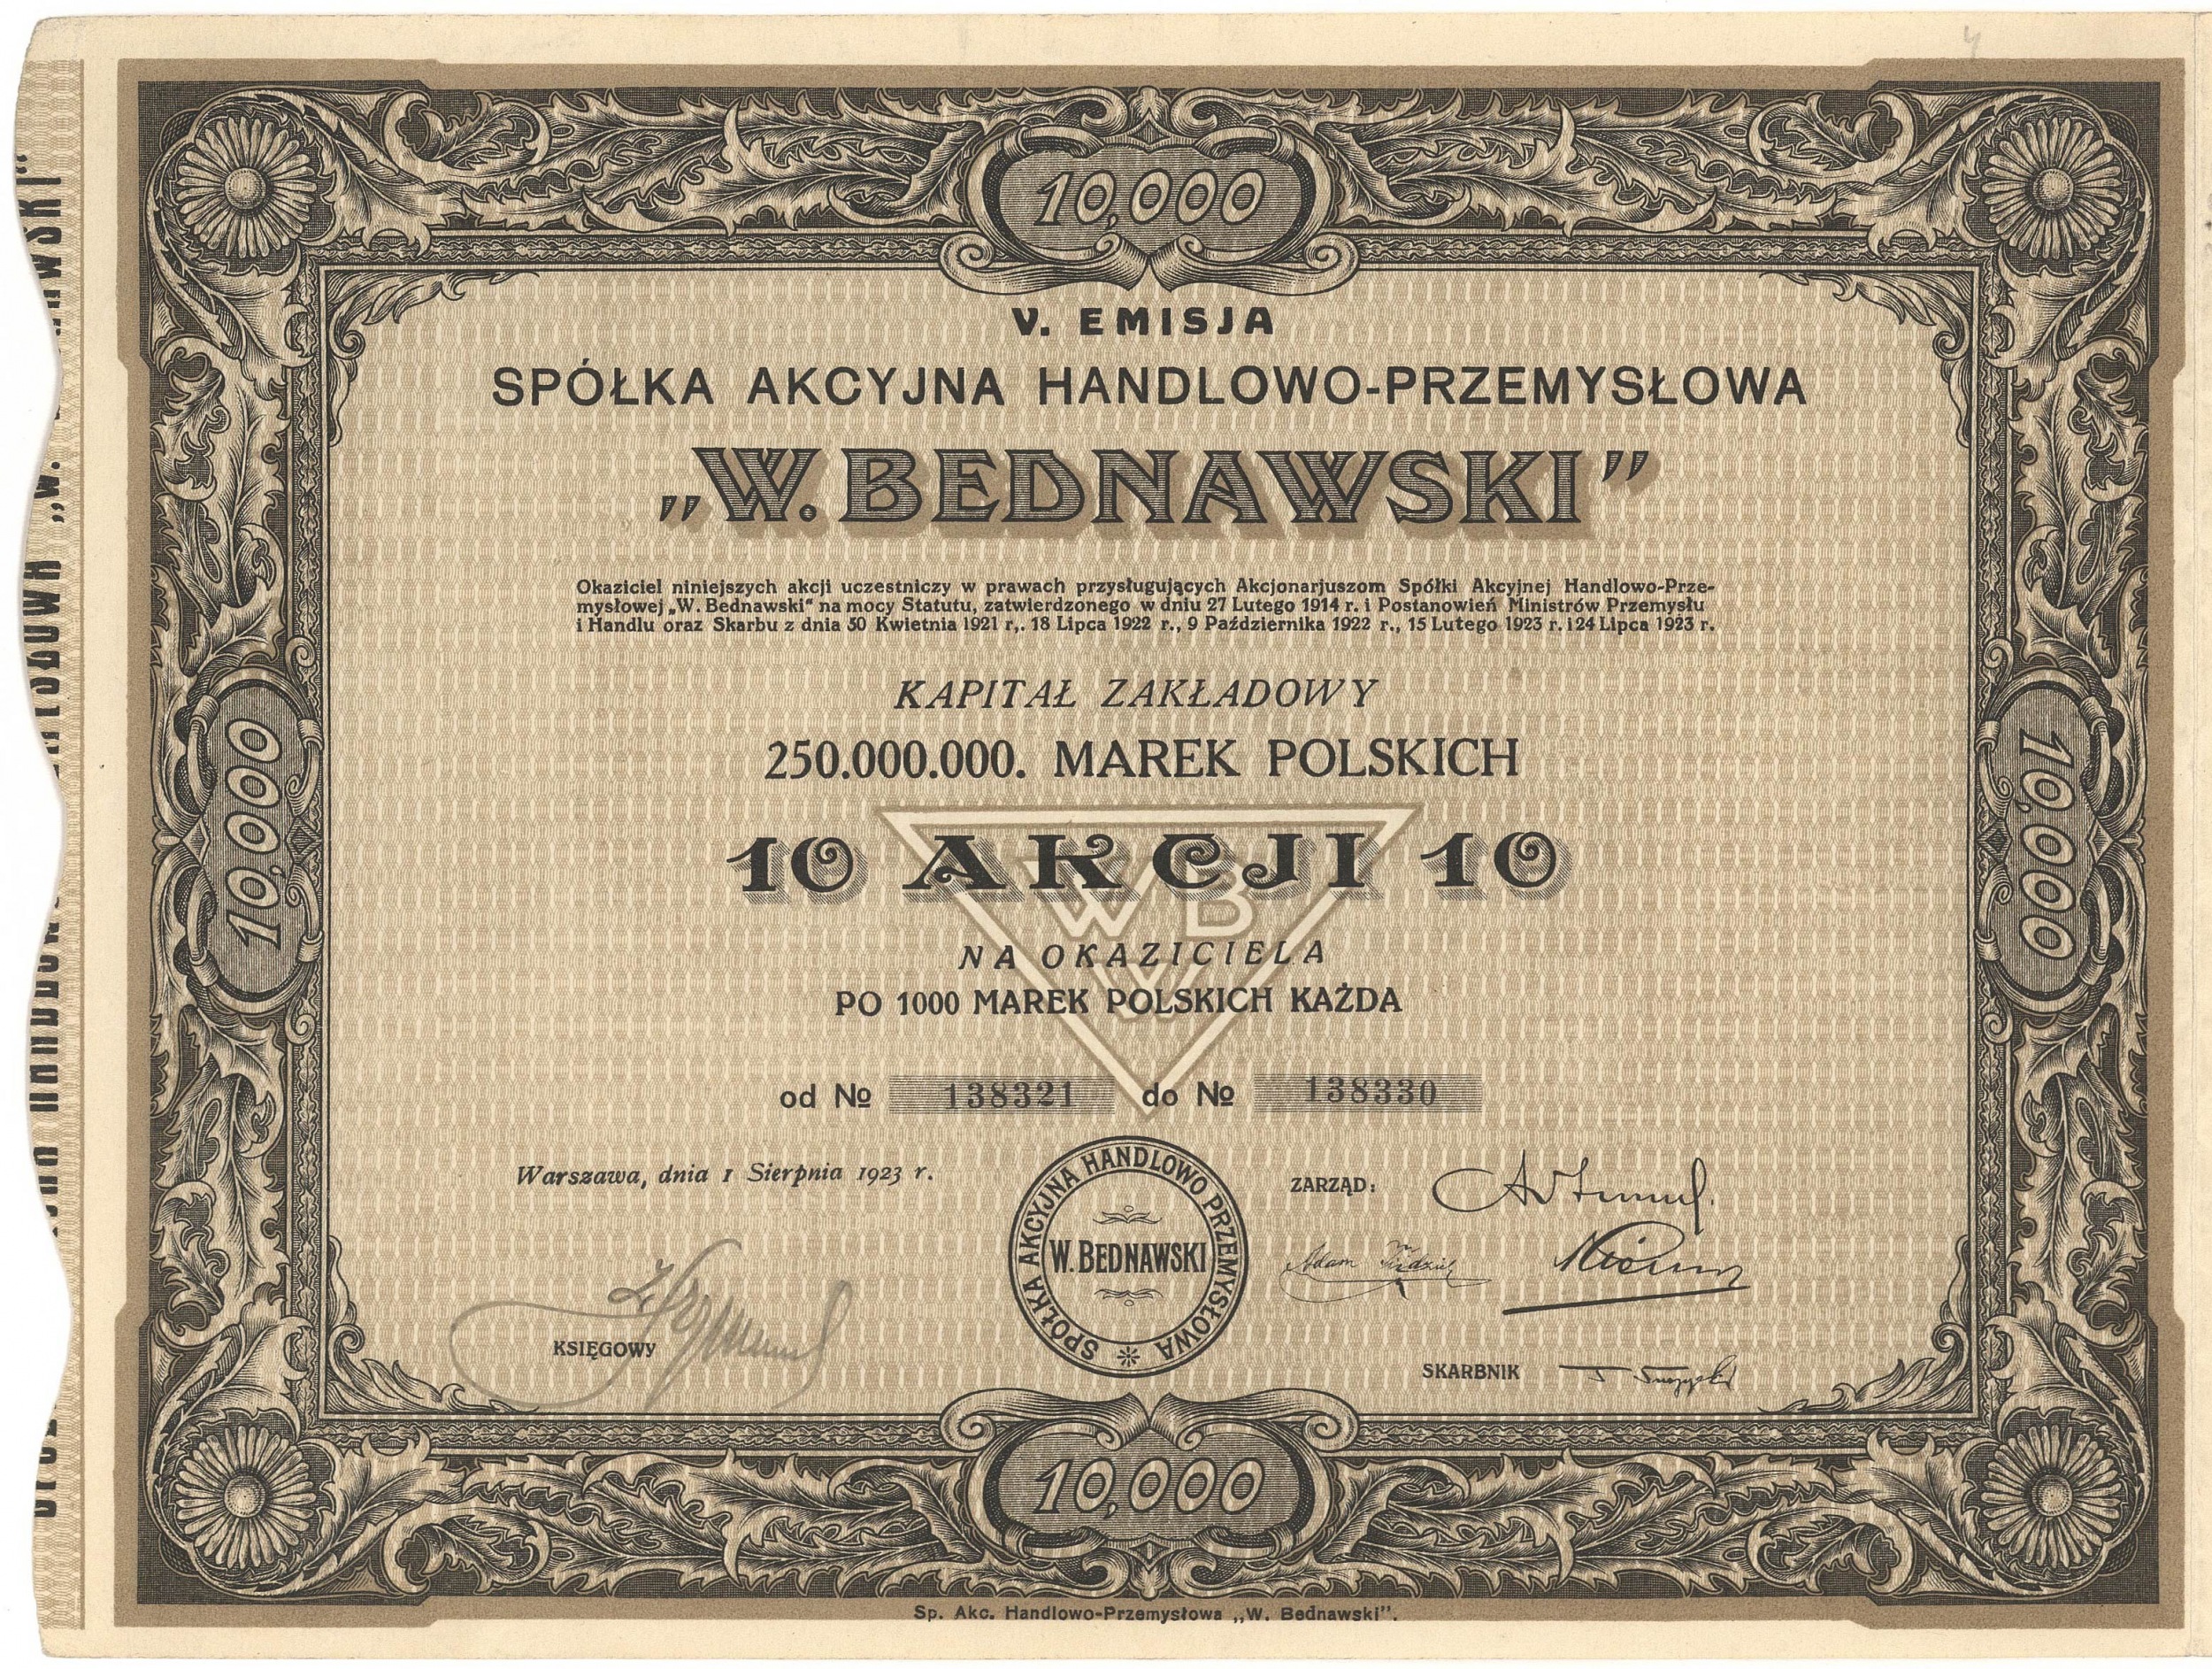 10,000
V. EMISJA
SPÓŁKA AKCYJNA HANDLOWO-PRZEMYSŁOWA
„W. BEDNAWSKI”
Okaziciel niniejszych akcji uczestniczy w prawach przysługujących Akcjonarjuszom Spółki Akcyjnej Handlowo-Prze-
mysłowej „W. Bednawski“ na mocy Statutu, zatwierdzonego w dniu 27 Lutego 1914 r. i Postanowień Ministrów Przemysłu
i Handlu oraz Skarbu z dnia 30 Kwietnia 1921 r,. 18 Lipca 1922 r., 9 Października 1922 r., 15 Lutego 1923 r. i 24 Lipca 1923 r.
KAPITAŁ ZAKŁADOWY
250.000.000. MAREK POLSKICH
10,000
10,000
10 AKCJI 10
W B
W
NA OKAZICIELA
PO 1000 MAREK POLSKICH KAŻDA
od № 138321 do № 138330
Warszawa, dnia 1 Sierpnia 1923 r.
SPÓŁKA AKCYJNA HANDLOWO PRZEMYSŁOWA
W. BEDNAWSKI
ZARZĄD:
Adam
KSIĘGOWY
SKARBNIK
10,000
Sp. Akc. Handlowo-Przemysłowa „W. Bednawski”.